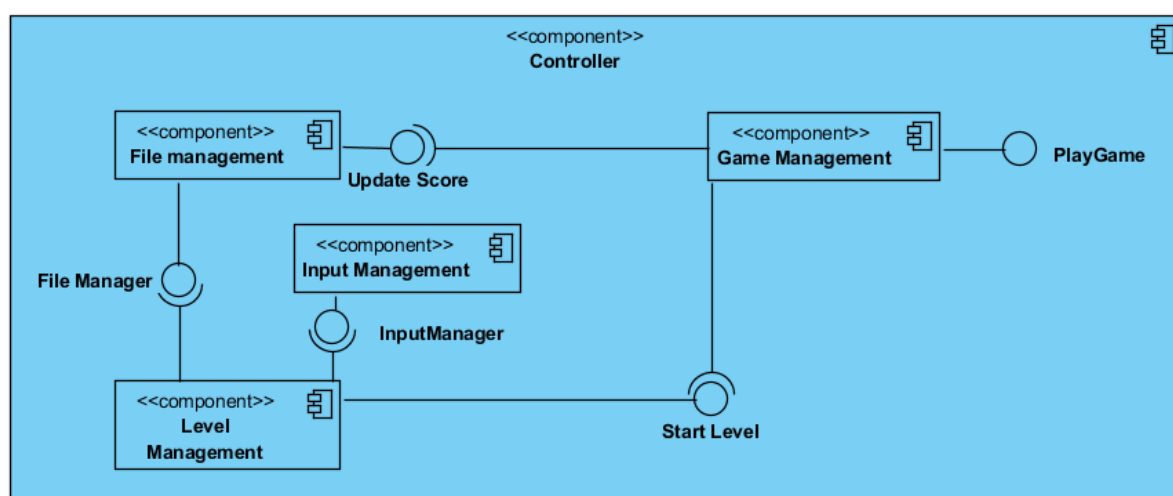 <<component>>
Controller
<<component>>
File management
Update Score
<<component>>
Game Management
PlayGame
<<component>>
Input Management
File Manager
InputManager
<<component>>
Level
Management
Start Level